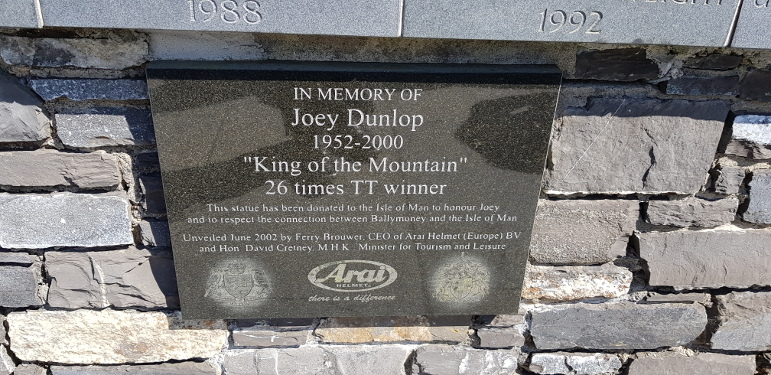 1988
1992
IN MEMORY OF
Joey Dunlop
1952-2000
"King of the Mountain"
26 times TT winner
This statue has been donated to the Isle of Man to honour Joey
and to respect the connection between Ballymoney and the Isle of Man
Unveiled June 2002 by Ferry Brouwer, CEO of Arai Helmet (Europe) BV
and Hon. David Cretney, M.H.K., Minister for Tourism and Leisure
Arai
HELMET
there is a difference